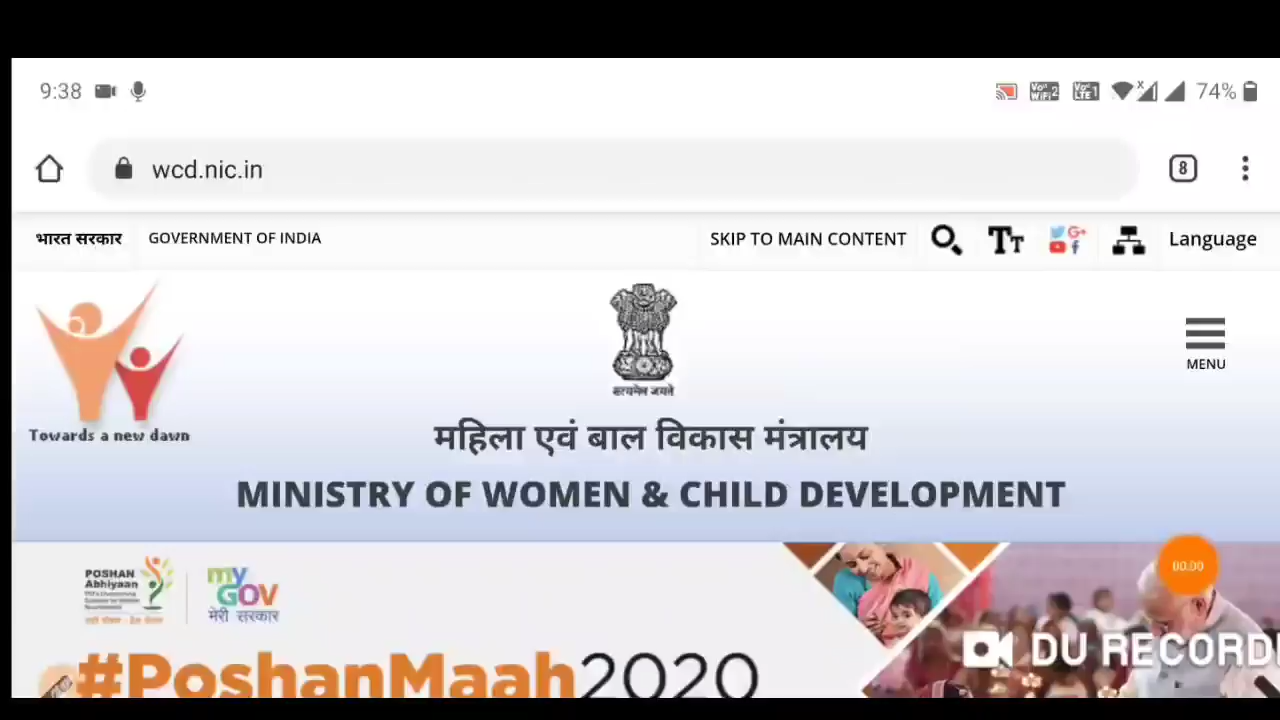 9:38 74%
wcd.nic.in 8
भारत सरकार GOVERNMENT OF INDIA SKIP TO MAIN CONTENT Language
सत्यमेव जयते
MENU
Towards a new dawn
महिला एवं बाल विकास मंत्रालय
MINISTRY OF WOMEN & CHILD DEVELOPMENT
POSHAN
Abhiyaan
my
GOV
मेरी सरकार
00:00
DU RECORD
#PoshanMaah2020